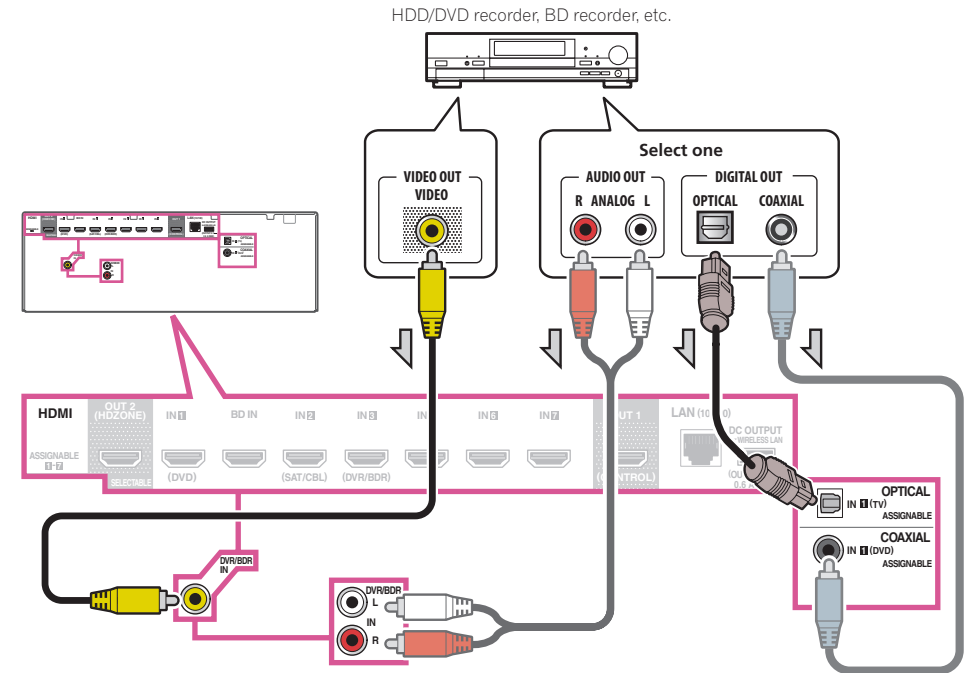 HDD/DVD recorder, BD recorder, etc.
Select one
VIDEO OUT
VIDEO
AUDIO OUT
R ANALOG L
DIGITAL OUT
OPTICAL
COAXIAL
HDMI
ASSIGNABLE
1-7
OUT 2
(HDZONE)
SELECTABLE
IN 1
(DVD)
BD IN
IN 2
(SAT/CBL)
IN 3
(DVR/BDR)
IN
IN 6
IN 7
OUT 1
LAN
DC OUTPUT
WIRELESS LAN
OPTICAL
IN 1 (TV)
ASSIGNABLE
COAXIAL
IN 1 (DVD)
ASSIGNABLE
DVR/BDR
IN
DVR/BDR
L
IN
R